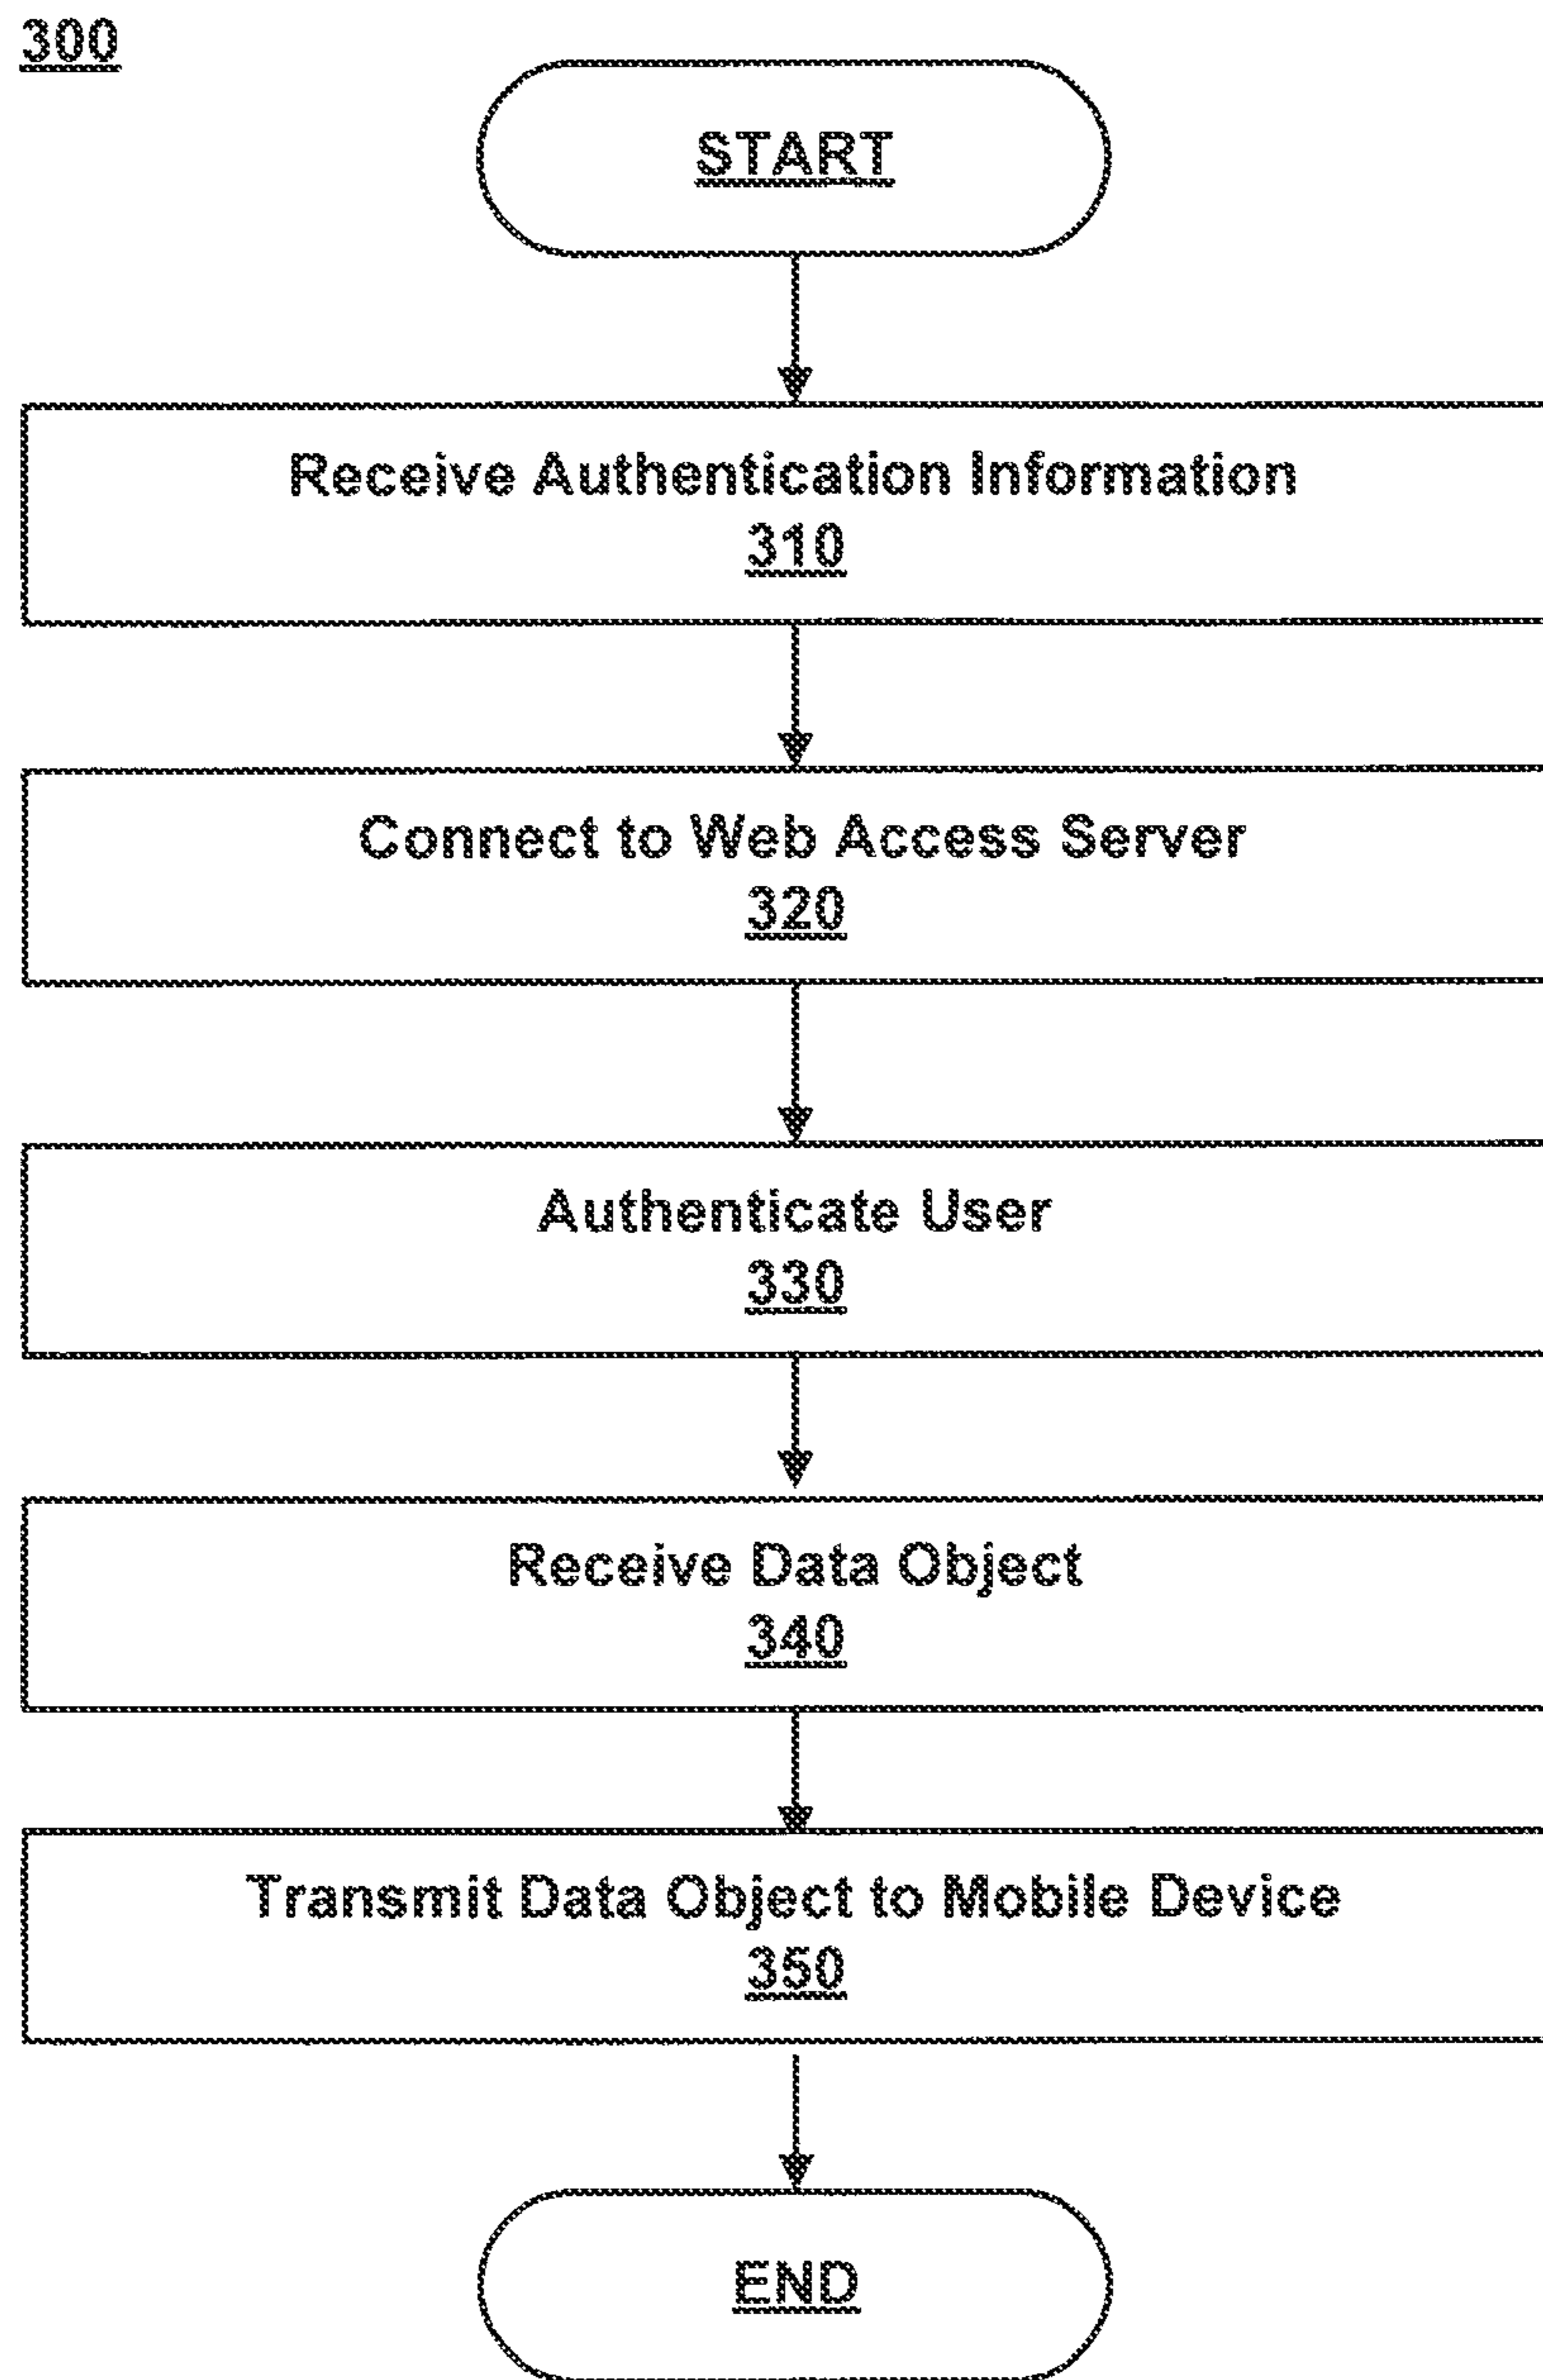 300
START
Receive Authentication Information
310
Connect to Web Access Server
320
Authenticate User
330
Receive Data Object
340
Transmit Data Object to Mobile Device
350
END